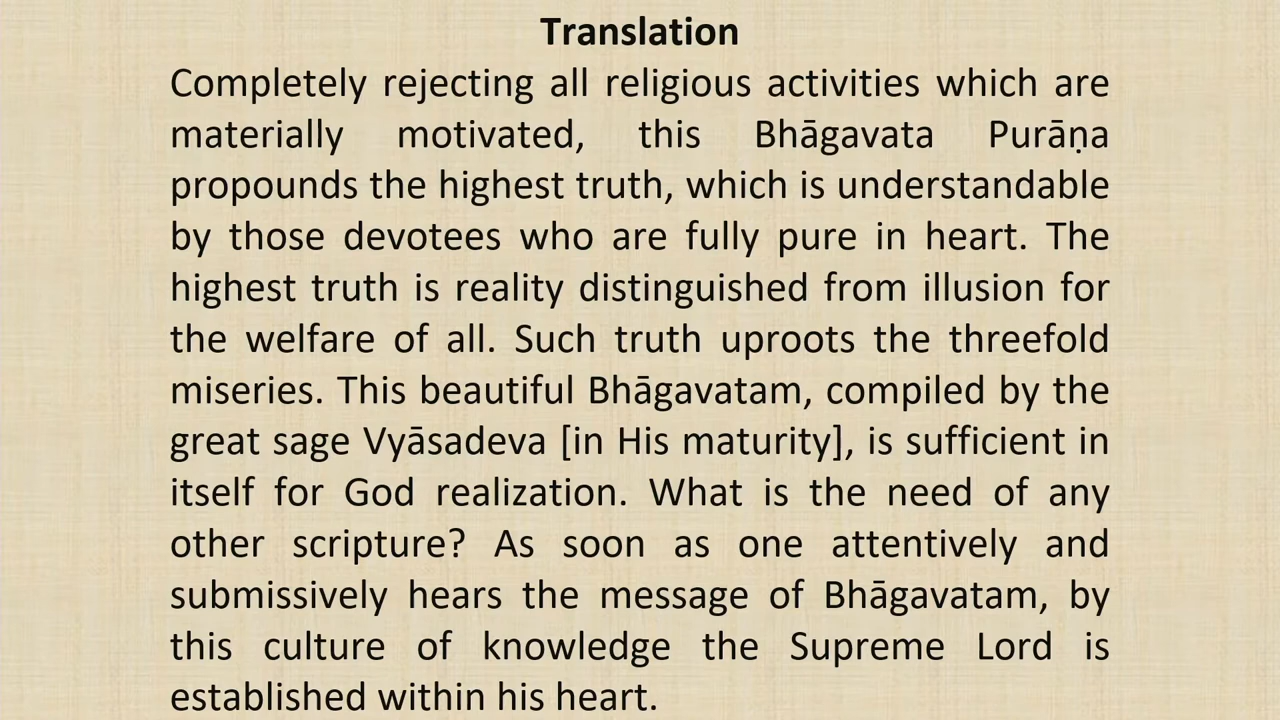 Translation
Completely rejecting all religious activities which are
materially motivated, this Bhāgavata Purāṇa
propounds the highest truth, which is understandable
by those devotees who are fully pure in heart. The
highest truth is reality distinguished from illusion for
the welfare of all. Such truth uproots the threefold
miseries. This beautiful Bhāgavatam, compiled by the
great sage Vyāsadeva [in His maturity], is sufficient in
itself for God realization. What is the need of any
other scripture? As soon as one attentively and
submissively hears the message of Bhāgavatam, by
this culture of knowledge the Supreme Lord is
established within his heart.